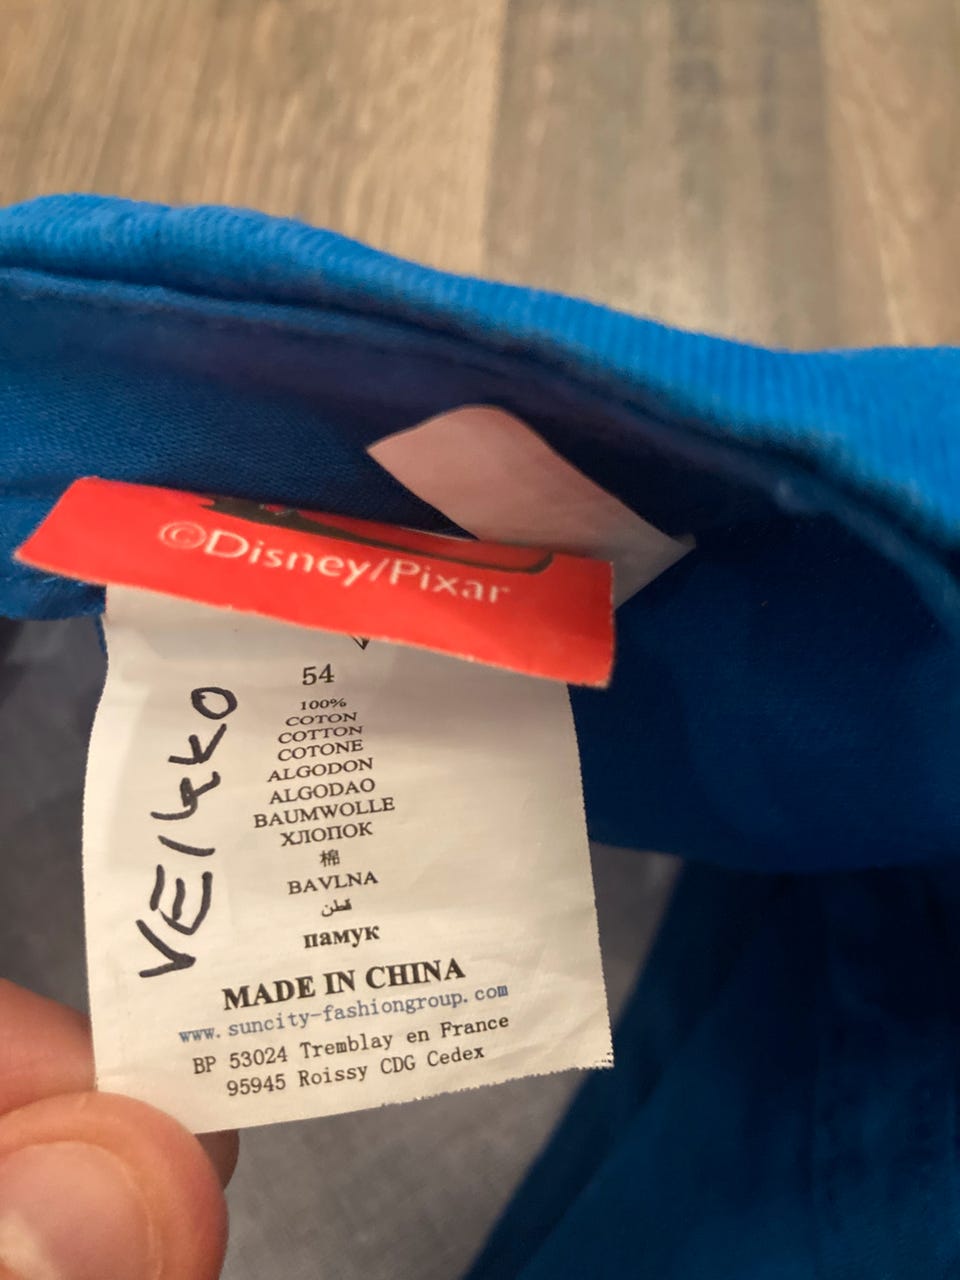 ©Disney/Pixar
54
100%
COTON
COTTON
COTONE
ALGODON
ALGODAO
BAUMWOLLE
ХЛОПОК
棉
BAVLNA
قطن
памук
MADE IN CHINA
www.suncity-fashiongroup.com
BP 53024 Tremblay en France
95945 Roissy CDG Cedex
VEIKKO